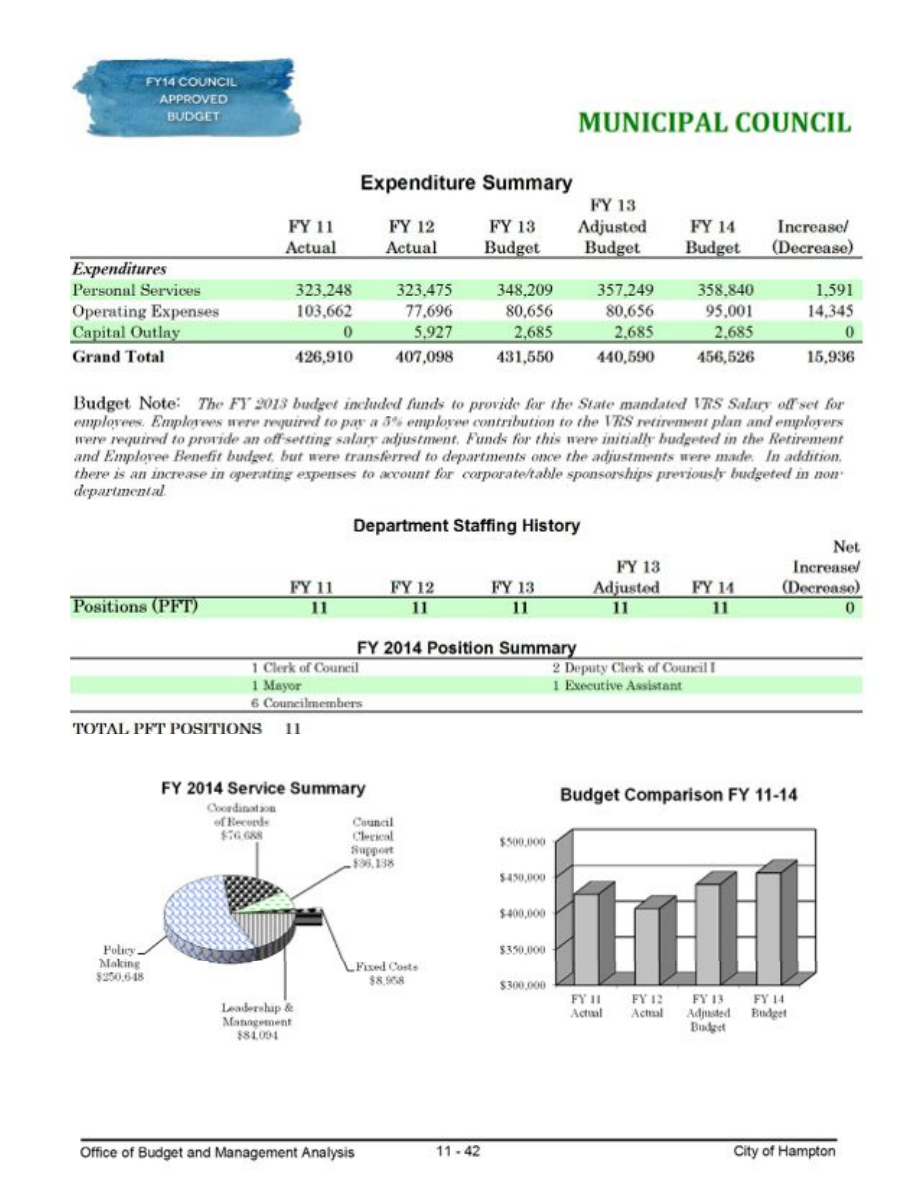 FY14 COUNCIL
APPROVED
BUDGET
MUNICIPAL COUNCIL
Expenditure Summary
FY 11 Actual FY 12 Actual FY 13 Budget FY 13 Adjusted Budget FY 14 Budget Increase/ (Decrease)
Expenditures
Personal Services 323,248 323,475 348,209 357,249 358,840 1,591
Operating Expenses 103,662 77,696 80,656 80,656 95,001 14,345
Capital Outlay 0 5,927 2,685 2,685 2,685 0
Grand Total 426,910 407,098 431,550 440,590 456,526 15,936
Budget Note: The FY 2013 budget included funds to provide for the State mandated VRS Salary off-set for
employees. Employees were required to pay a 5% employee contribution to the VRS retirement plan and employers
were required to provide an off-setting salary adjustment. Funds for this were initially budgeted in the Retirement
and Employee Benefit budget, but were transferred to departments once the adjustments were made. In addition,
there is an increase in operating expenses to account for corporate/table sponsorships previously budgeted in non-
departmental.
Department Staffing History
FY 11 FY 12 FY 13 FY 13 Adjusted FY 14 Net Increase/ (Decrease)
Positions (PFT) 11 11 11 11 11 0
FY 2014 Position Summary
1 Clerk of Council 2 Deputy Clerk of Council I
1 Mayor 1 Executive Assistant
6 Councilmembers
TOTAL PFT POSITIONS 11
FY 2014 Service Summary
Coordination
of Records
$76,688
Council
Clerical
Support
$36,138
Policy
Making
$250,648
Fixed Costs
$8,958
Leadership &
Management
$84,094
Budget Comparison FY 11-14
$500,000
$450,000
$400,000
$350,000
$300,000
FY 11 Actual
FY 12 Actual
FY 13 Adjusted Budget
FY 14 Budget
Office of Budget and Management Analysis 11 - 42 City of Hampton